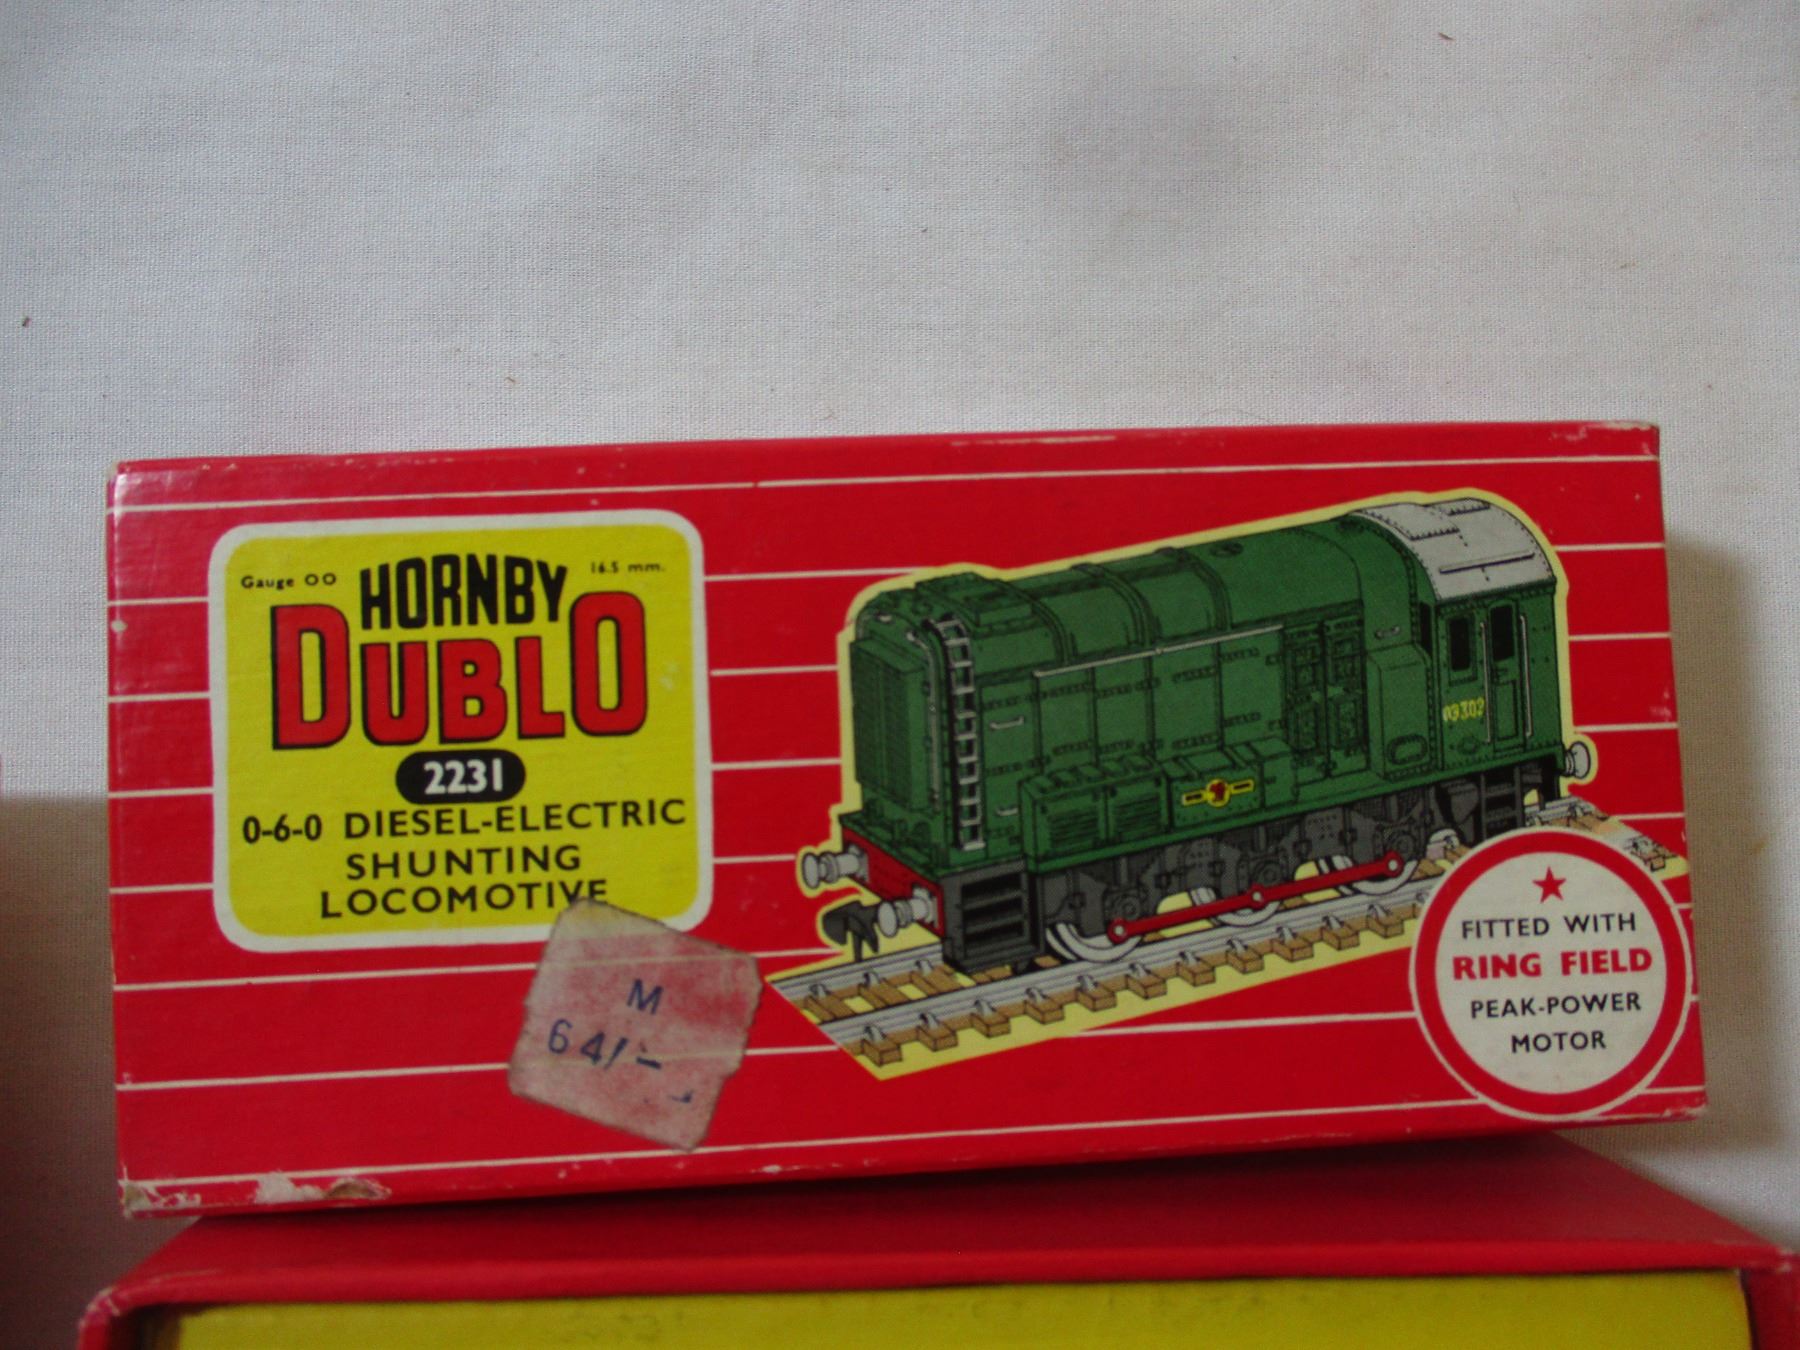 Gauge OO
HORNBY
16.5 mm.
DUBLO
2231
0-6-0 DIESEL-ELECTRIC
SHUNTING
LOCOMOTIVE
M
64/-
FITTED WITH
RING FIELD
PEAK-POWER
MOTOR